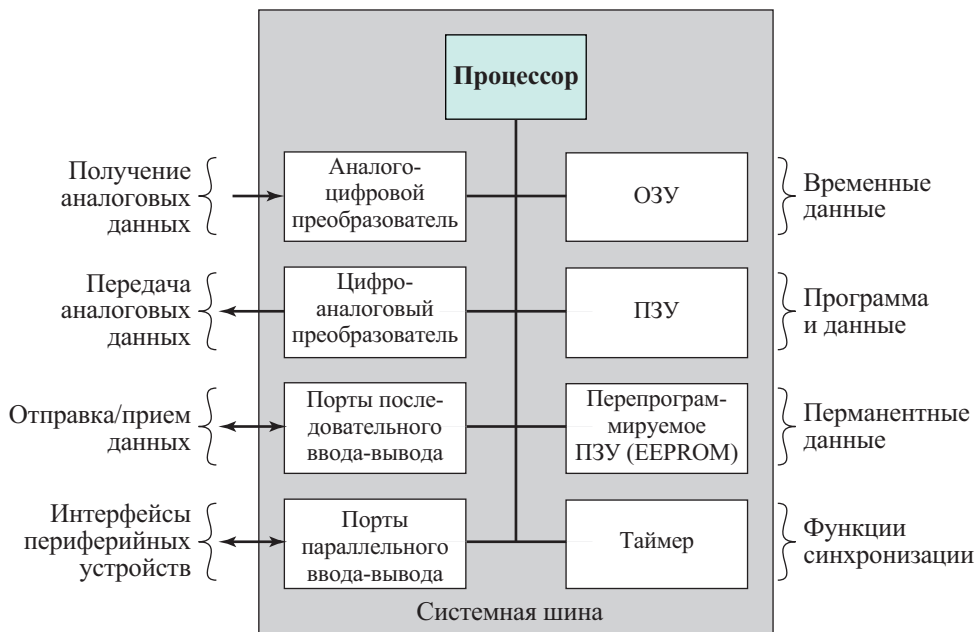 Процессор
Получение
аналоговых
данных
Аналого-
цифровой
преобразователь
ОЗУ
Временные
данные
Передача
аналоговых
данных
Цифро-
аналоговый
преобразователь
ПЗУ
Программа
и данные
Отправка/прием
данных
Порты после-
довательного
ввода-вывода
Перепрограм-
мируемое
ПЗУ (EEPROM)
Перманентные
данные
Интерфейсы
периферийных
устройств
Порты
параллельного
ввода-вывода
Таймер
Функции
синхронизации
Системная шина